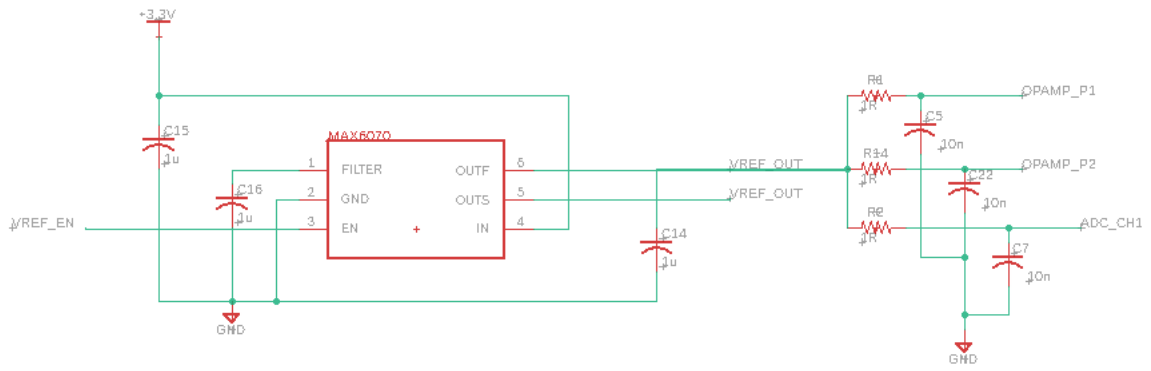 +3.3V
C15
1u
MAX6070
1
FILTER
2
GND
3
EN
OUTF
6
OUTS
5
IN
4
C16
1u
VREF_EN
GND
C14
1u
VREF_OUT
VREF_OUT
1R
R14
1R
1R
C5
10n
C22
10n
C7
10n
OPAMP_P1
OPAMP_P2
ADC_CH1
GND